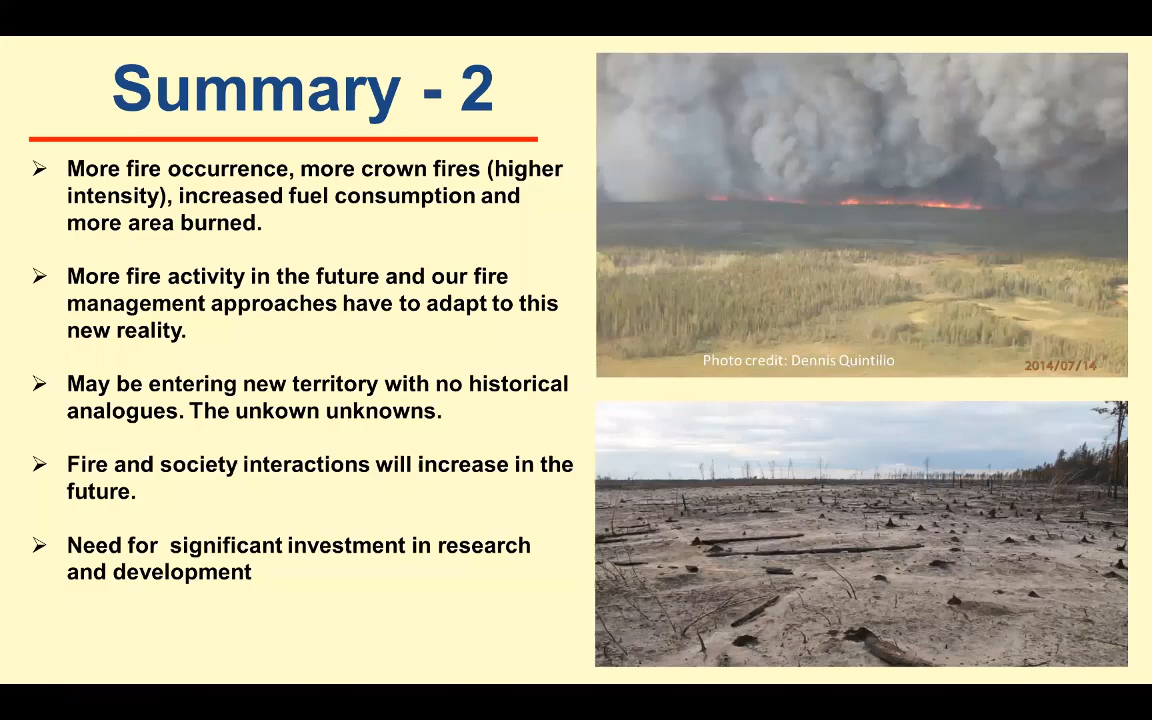 Summary - 2
More fire occurrence, more crown fires (higher
intensity), increased fuel consumption and
more area burned.
More fire activity in the future and our fire
management approaches have to adapt to this
new reality.
May be entering new territory with no historical
analogues. The unkown unknowns.
Fire and society interactions will increase in the
future.
Need for  significant investment in research
and development
Photo credit: Dennis Quintilio
2014/07/14